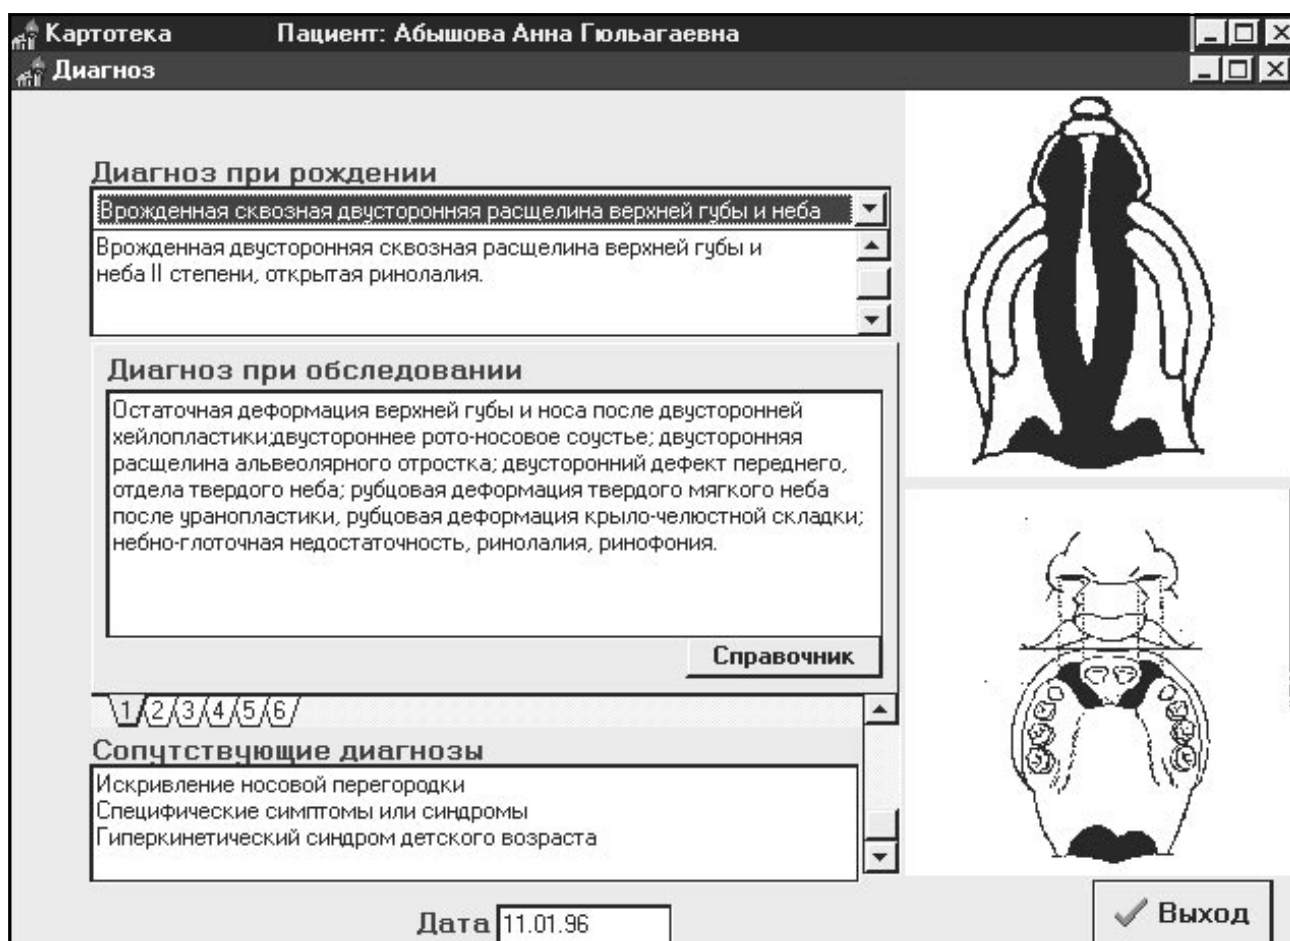 Картотека Пациент: Абышова Анна Гюльагаевна
Диагноз
Диагноз при рождении
Врожденная сквозная двусторонняя расщелина верхней губы и неба
Врожденная двусторонняя сквозная расщелина верхней губы и
неба II степени, открытая ринолалия.
Диагноз при обследовании
Остаточная деформация верхней губы и носа после двусторонней
хейлопластики;двустороннее рото-носовое соустье; двусторонняя
расщелина альвеолярного отростка; двусторонний дефект переднего,
отдела твердого неба; рубцовая деформация твердого мягкого неба
после уранопластики, рубцовая деформация крыло-челюстной складки;
небно-глоточная недостаточность, ринолалия, ринофония.
Справочник
1/2/3/4/5/6/
Сопутствующие диагнозы
Искривление носовой перегородки
Специфические симптомы или синдромы
Гиперкинетический синдром детского возраста
Дата 11.01.96
Выход